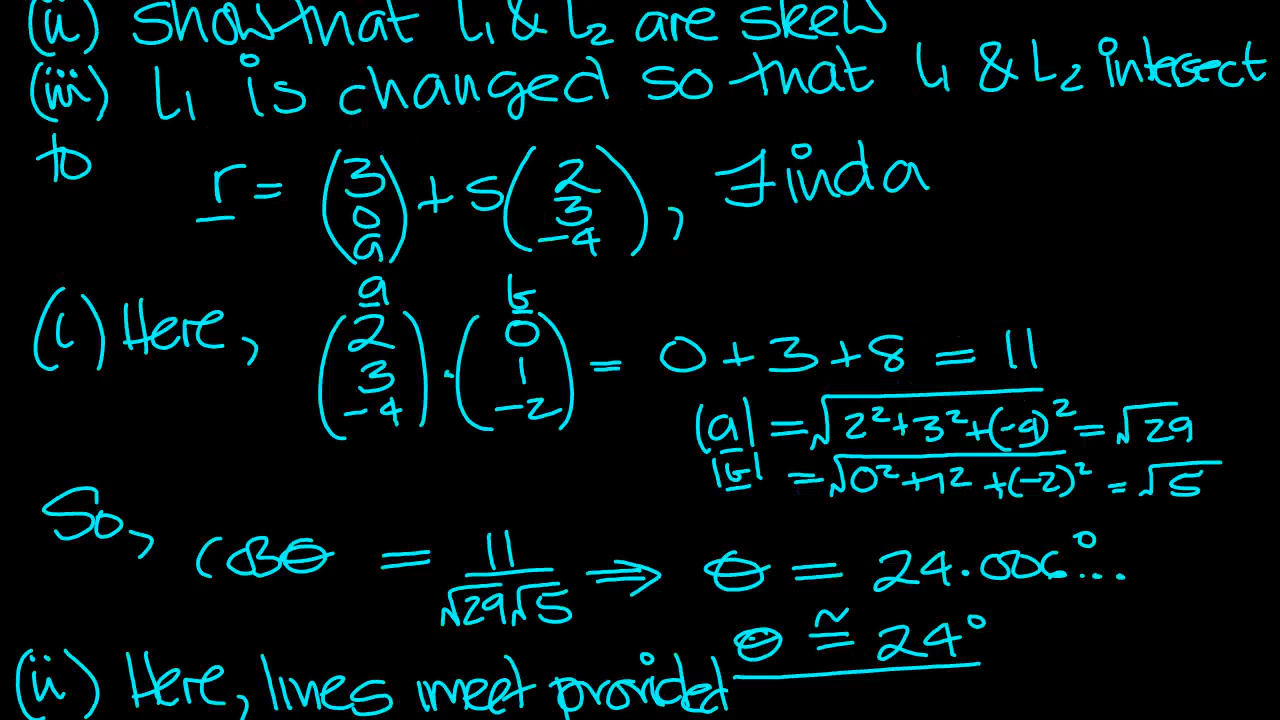 (ii) Show that L₁ & L₂ are skew
(iii) L₁ is changed so that L₁ & L₂ intersect
to r = (3 0 a) + s(2 3 -4), Find a
(i) Here, a (2 3 -4) · b (0 1 -2) = 0 + 3 + 8 = 11
|a| = √2² + 3² + (-4)² = √29
|b| = √0² + 1² + (-2)² = √5
So, cos θ = 11/√29√5 ⟹ θ = 24.006°...
θ ≅ 24°
(ii) Here, lines meet provided